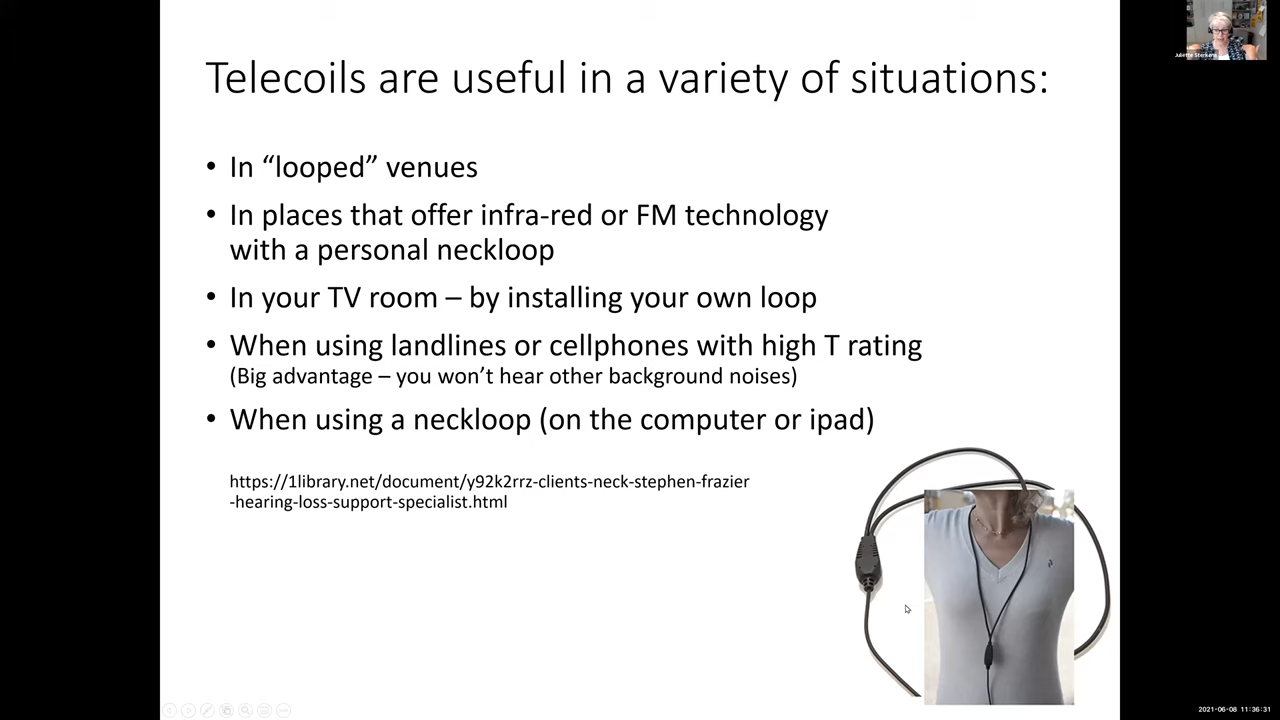 Telecoils are useful in a variety of situations:
• In “looped” venues
• In places that offer infra-red or FM technology
with a personal neckloop
• In your TV room – by installing your own loop
• When using landlines or cellphones with high T rating
(Big advantage – you won’t hear other background noises)
• When using a neckloop (on the computer or ipad)
https://1library.net/document/y92k2rrz-clients-neck-stephen-frazier
-hearing-loss-support-specialist.html
Juliette Sterkens
2021-06-08 11:36:31